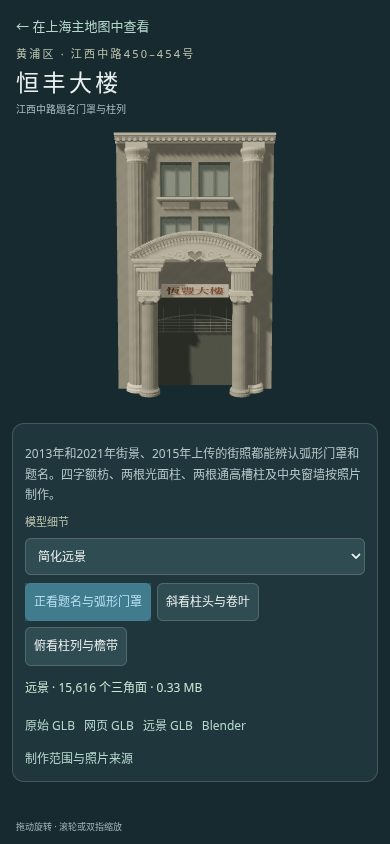 ← 在上海主地图中查看
黄浦区 · 江西中路450–454号
恒丰大楼
江西中路题名门罩与柱列
恆豐大樓
2013年和2021年街景、2015年上传的街照都能辨认弧形门罩和
题名。四字额枋、两根光面柱、两根通高槽柱及中央窗墙按照片
制作。
模型细节
简化远景
正看题名与弧形门罩
斜看柱头与卷叶
俯看柱列与檐带
远景 · 15,616 个三角面 · 0.33 MB
原始 GLB 网页 GLB 远景 GLB Blender
制作范围与照片来源
拖动旋转 · 滚轮或双指缩放